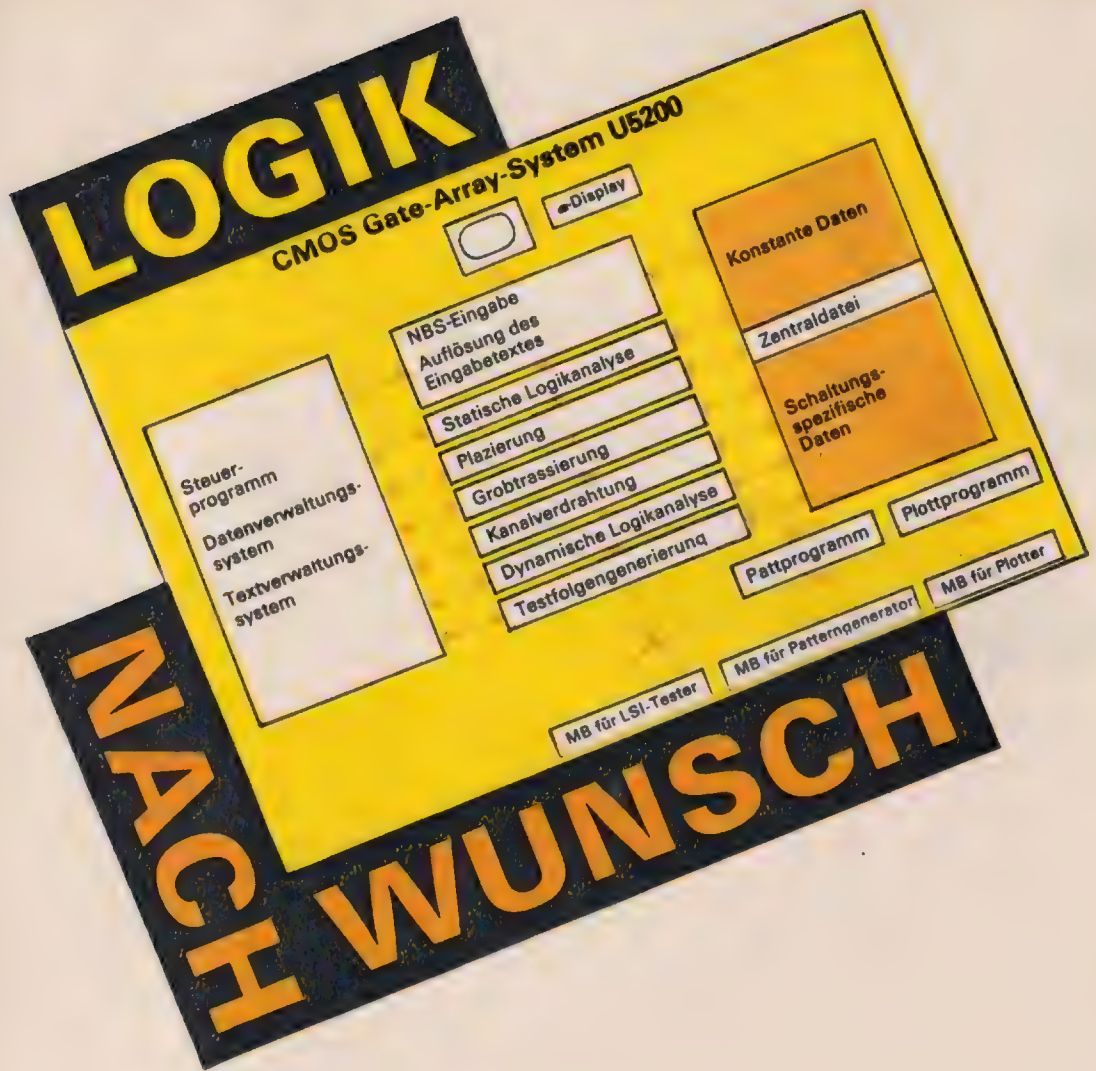 LOGIK
CMOS Gate-Array-System U5200
-Display
NBS-Eingabe
Auflösung des
Eingabetextes
Statische Logikanalyse
Plazierung
Grobtrassierung
Kanalverdrahtung
Dynamische Logikanalyse
Testfolgengenerierung
Steuer-
programm
Datenverwaltungs-
system
Textverwaltungs-
system
Konstante Daten
Zentraldatei
Schaltungs-
spezifische
Daten
Pattprogramm
Plottprogramm
MB für LSI-Tester
MB für Patterngenerator
MB für Plotter
NACH
WUNSCH